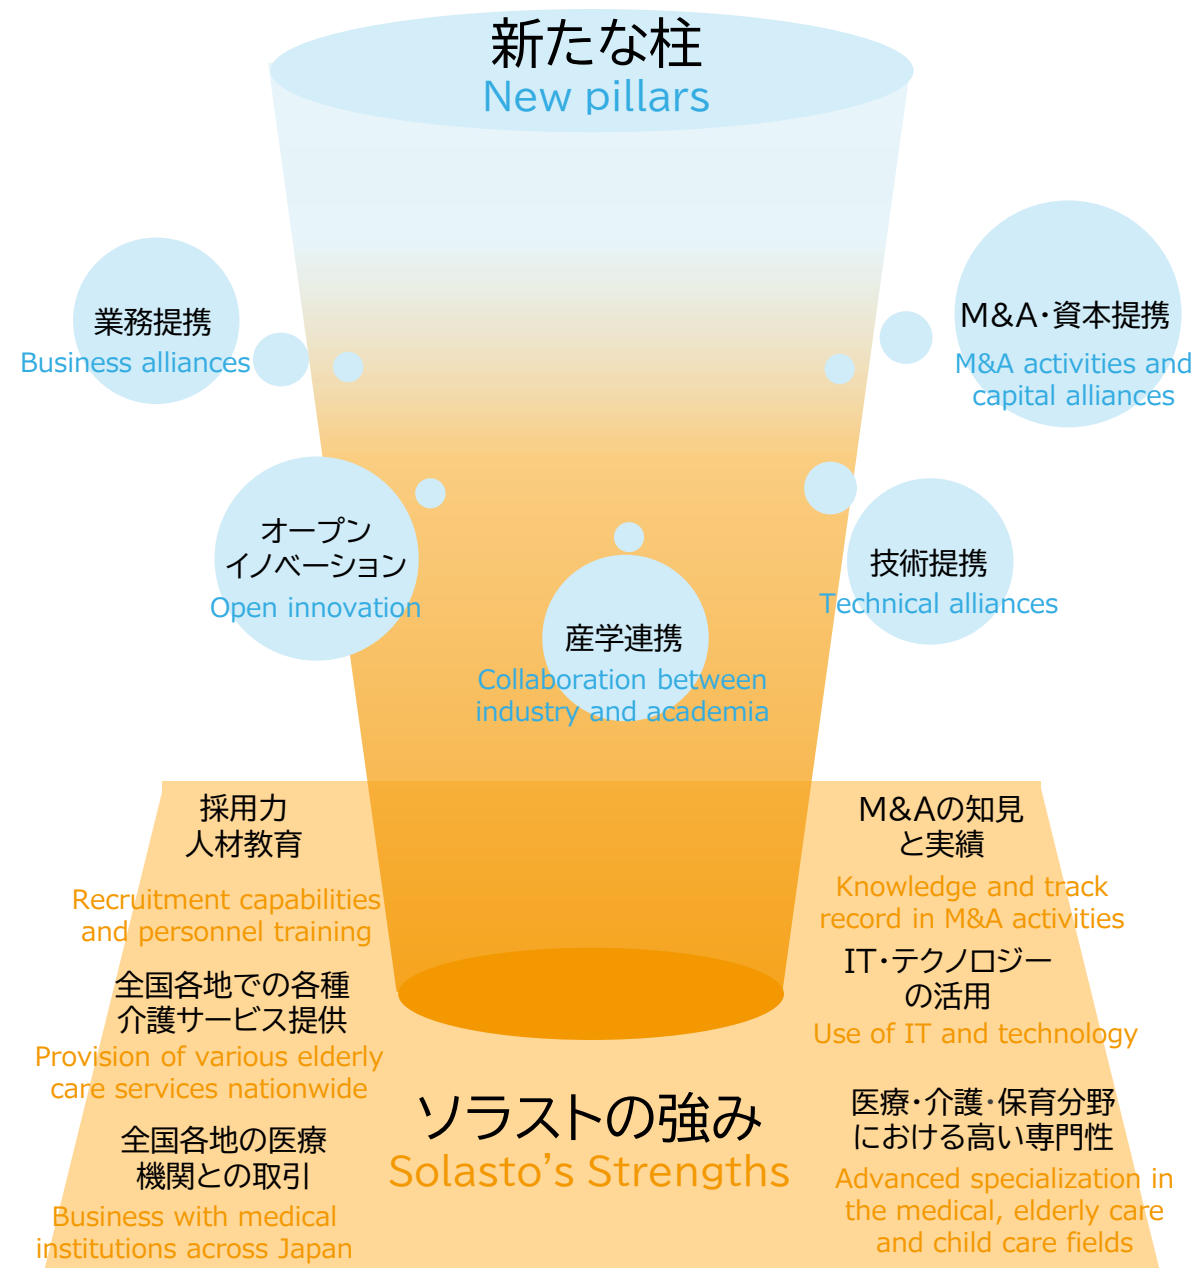 新たな柱
New pillars
業務提携
Business alliances
M&A・資本提携
M&A activities and
capital alliances
オープン
イノベーション
Open innovation
産学連携
Collaboration between
industry and academia
技術提携
Technical alliances
採用力
人材教育
Recruitment capabilities
and personnel training
全国各地での各種
介護サービス提供
Provision of various elderly
care services nationwide
全国各地の医療
機関との取引
Business with medical
institutions across Japan
ソラストの強み
Solasto’s Strengths
M&Aの知見
と実績
Knowledge and track
record in M&A activities
IT・テクノロジー
の活用
Use of IT and technology
医療・介護・保育分野
における高い専門性
Advanced specialization in
the medical, elderly care
and child care fields